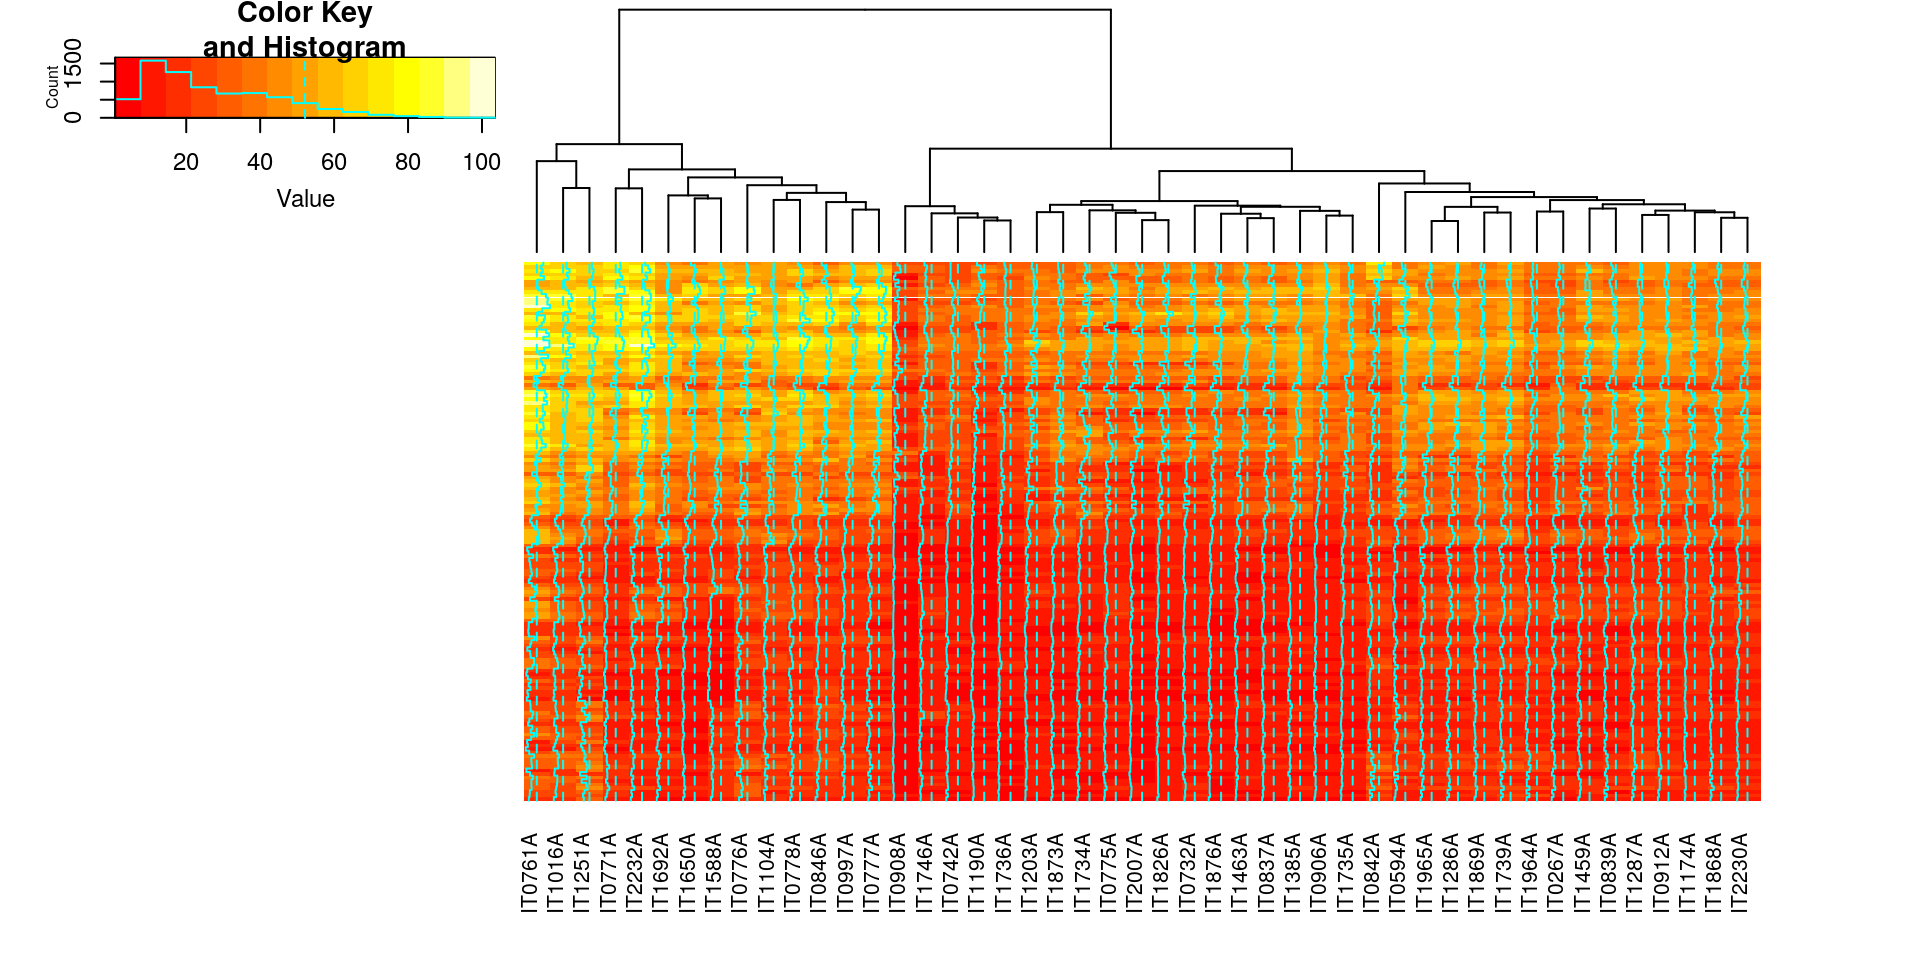 Color Key
and Histogram
Count
0 1500
20 40 60 80 100
Value
IT0761A
IT1016A
IT1251A
IT0771A
IT2232A
IT1692A
IT1650A
IT1588A
IT0776A
IT1104A
IT0778A
IT0846A
IT0997A
IT0777A
IT0908A
IT1746A
IT0742A
IT1190A
IT1736A
IT1203A
IT1873A
IT1734A
IT0775A
IT2007A
IT1826A
IT0732A
IT1876A
IT1463A
IT0837A
IT1385A
IT0906A
IT1735A
IT0842A
IT0594A
IT1965A
IT1286A
IT1869A
IT1739A
IT1964A
IT0267A
IT1459A
IT0839A
IT1287A
IT0912A
IT1174A
IT1868A
IT2230A